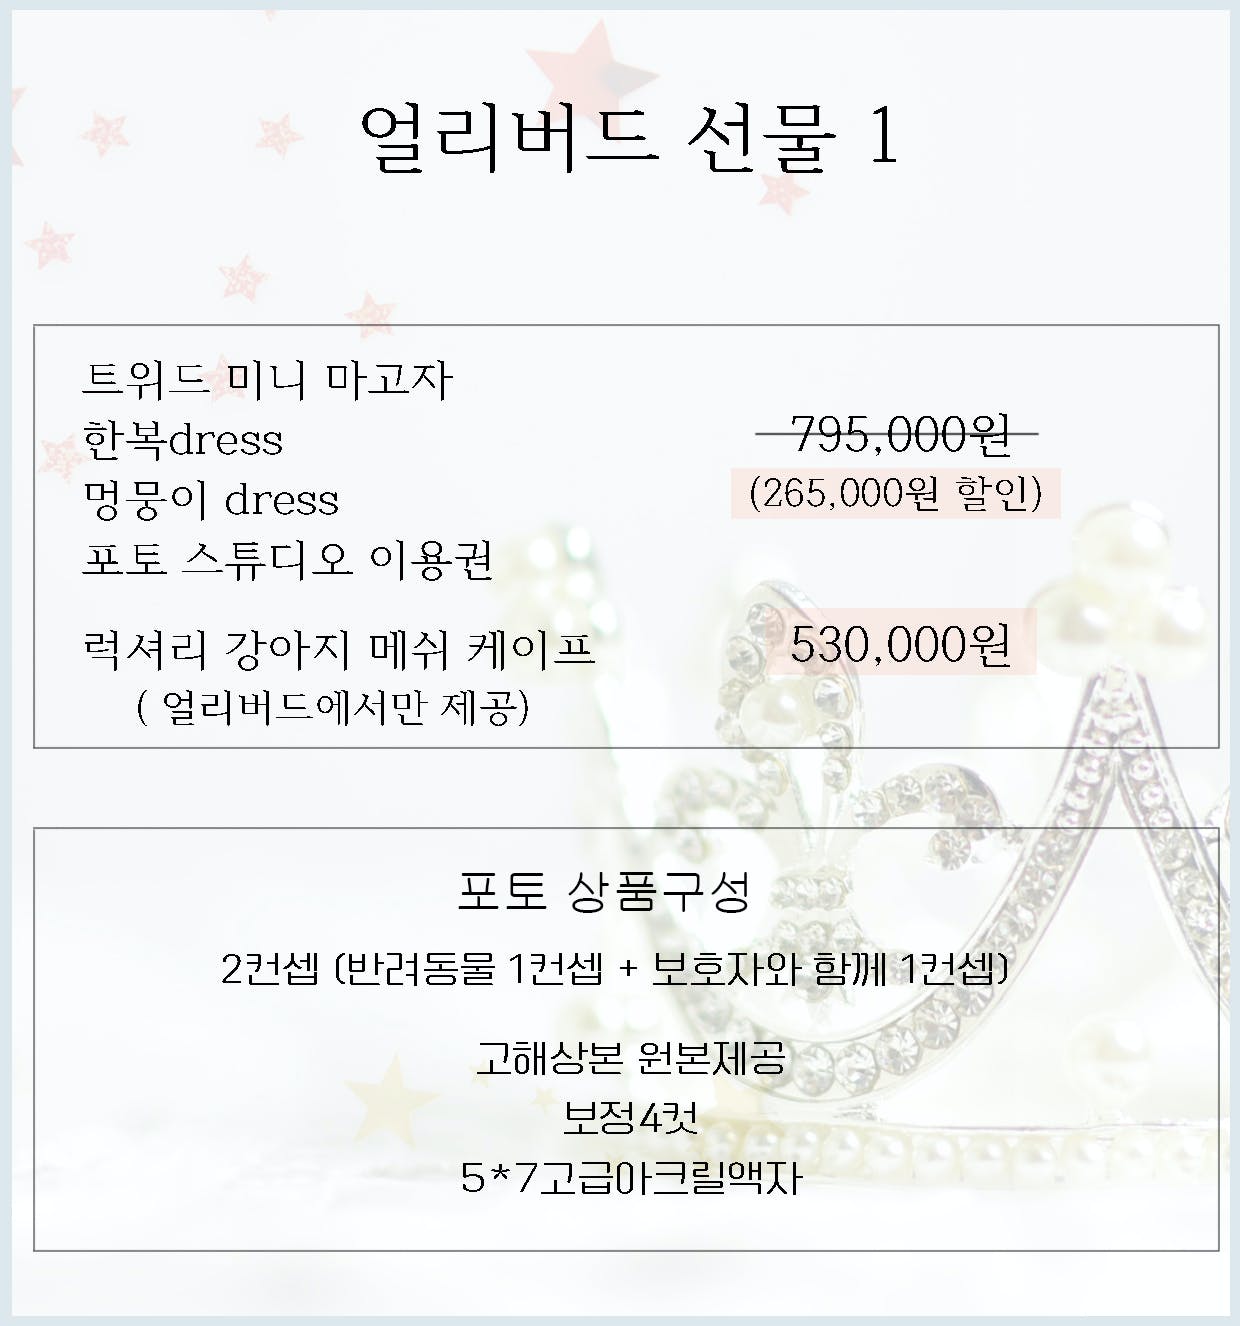 얼리버드 선물 1
트위드 미니 마고자
한복dress
멍뭉이 dress
포토 스튜디오 이용권
럭셔리 강아지 메쉬 케이프
( 얼리버드에서만 제공)
795,000원
(265,000원 할인)
530,000원
포토 상품구성
2컨셉 (반려동물 1컨셉 + 보호자와 함께 1컨셉)
고해상본 원본제공
보정4컷
5*7고급아크릴액자